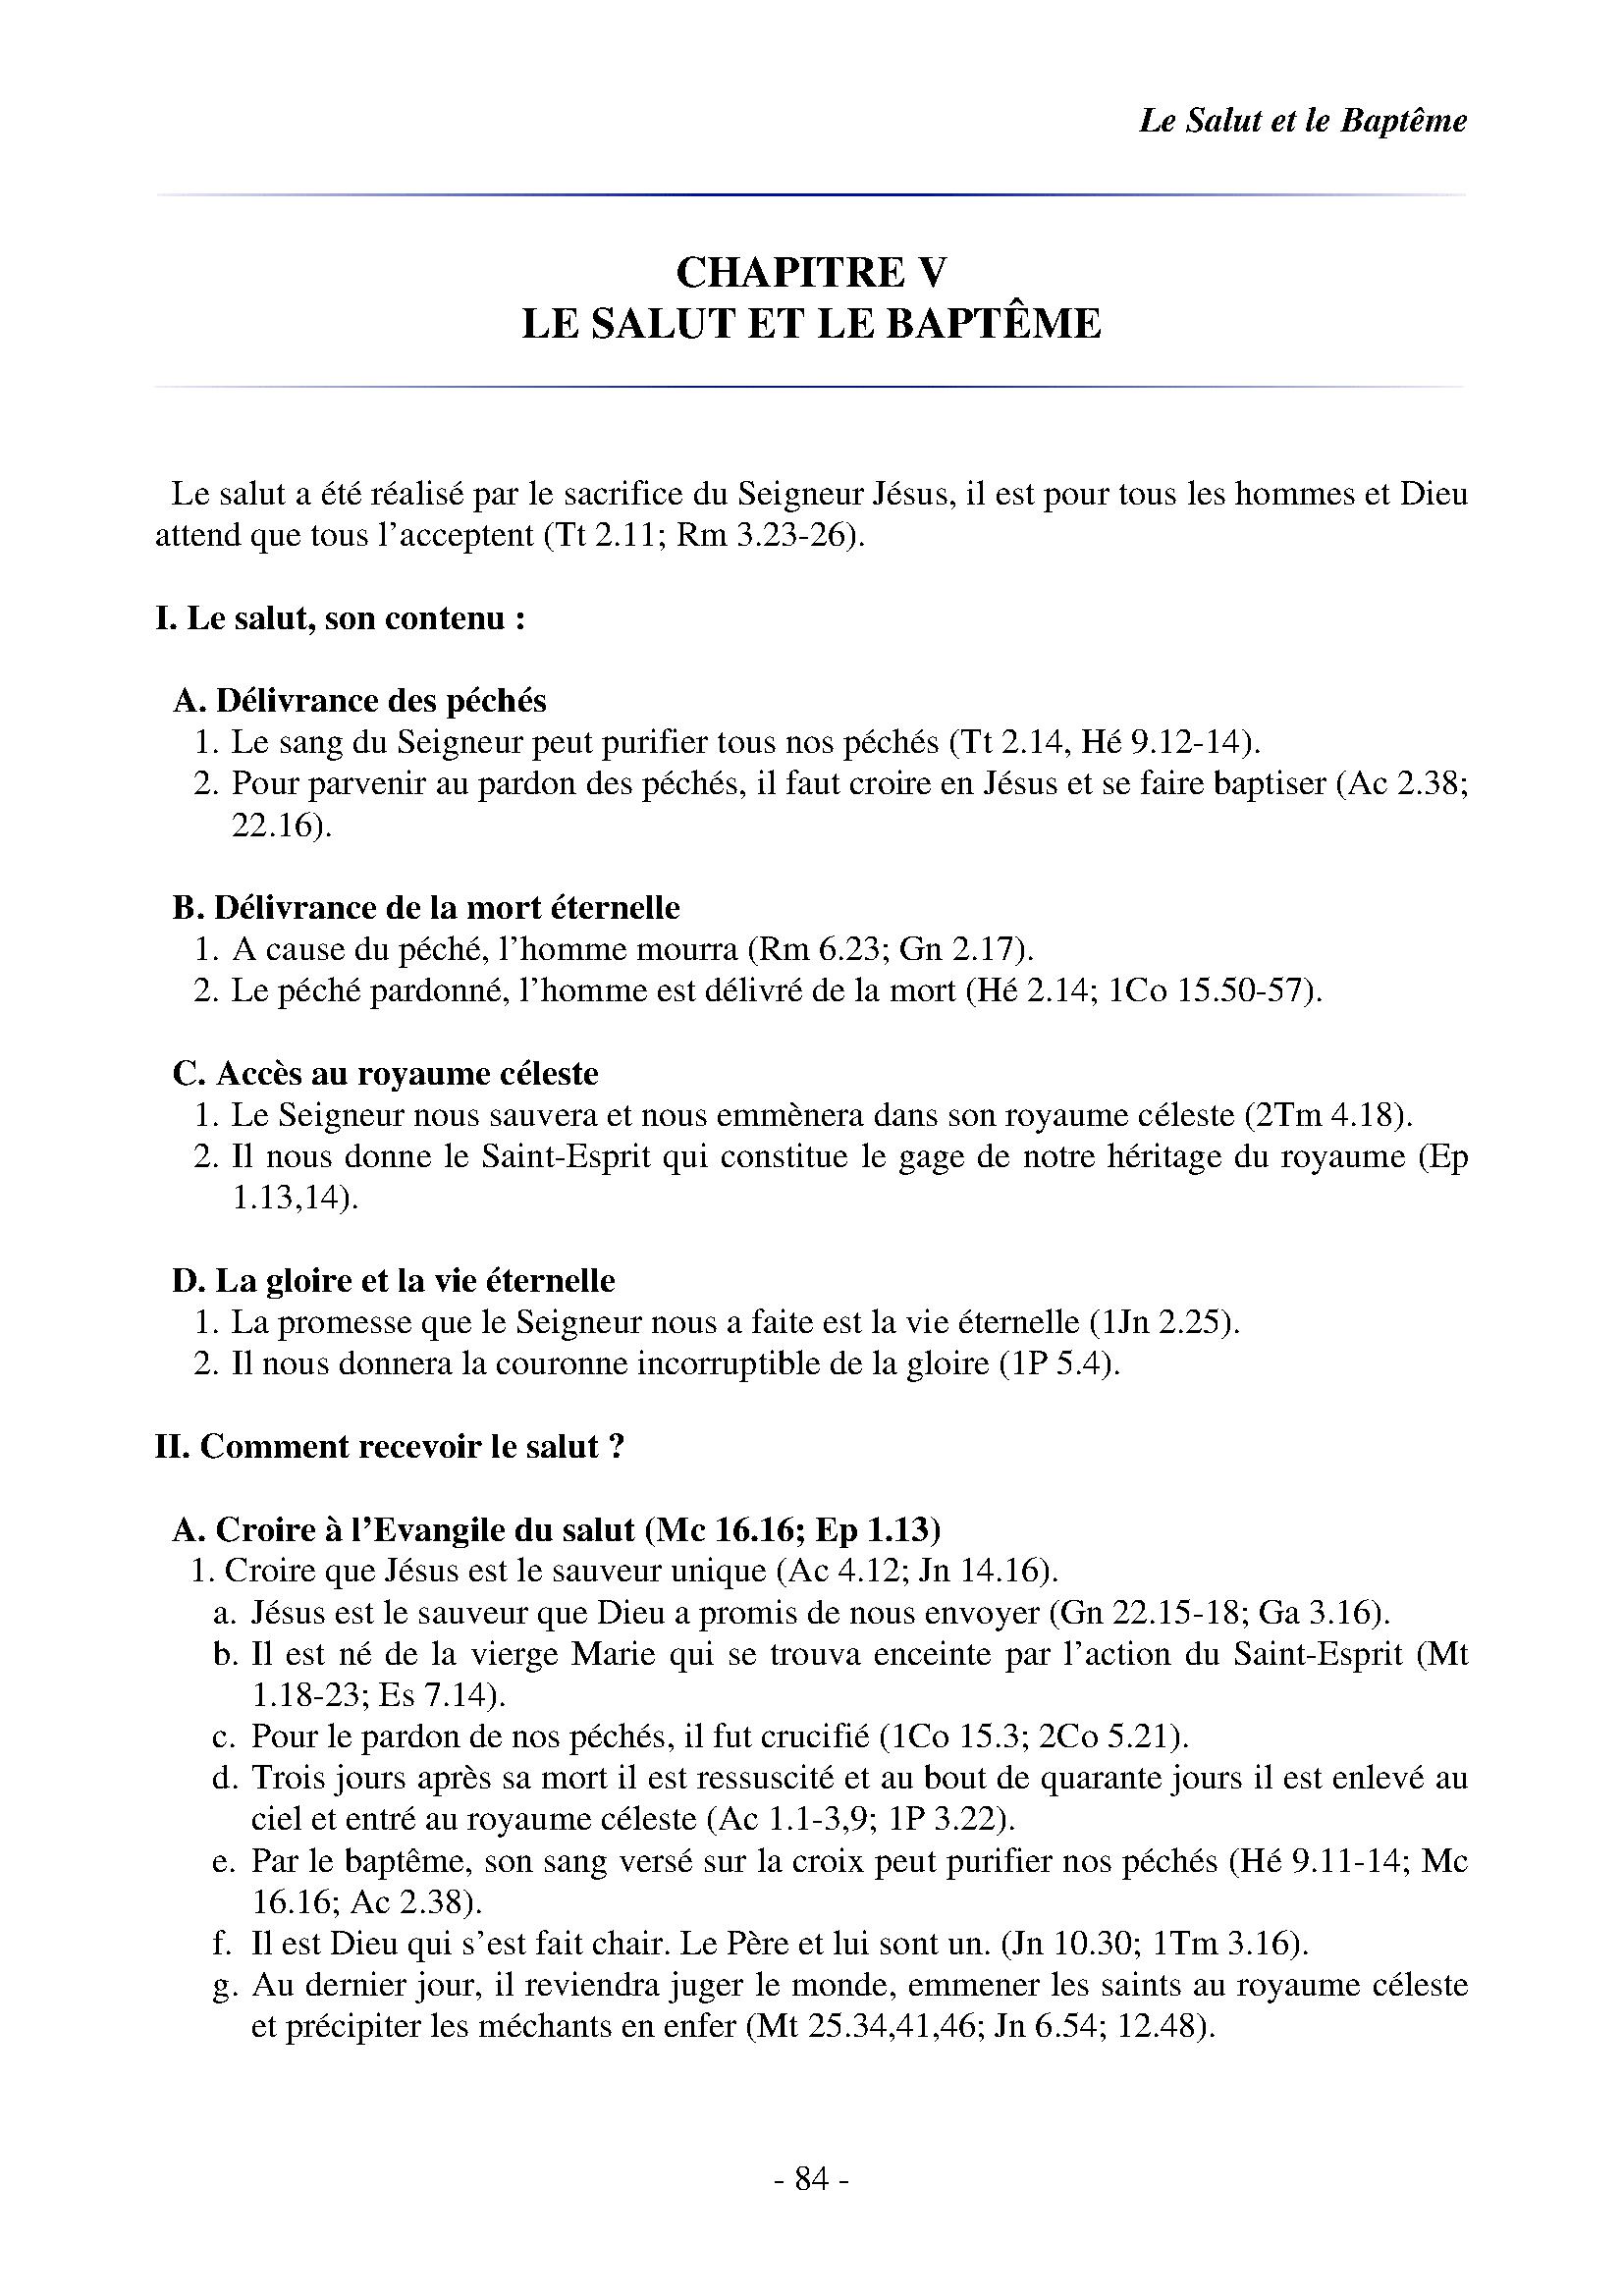 Le Salut et le Baptême
CHAPITRE V
LE SALUT ET LE BAPTÊME
Le salut a été réalisé par le sacrifice du Seigneur Jésus, il est pour tous les hommes et Dieu
attend que tous l'acceptent (Tt 2.11; Rm 3.23-26).
I. Le salut, son contenu :
A. Délivrance des péchés
1. Le sang du Seigneur peut purifier tous nos péchés (Tt 2.14, Hé 9.12-14).
2. Pour parvenir au pardon des péchés, il faut croire en Jésus et se faire baptiser (Ac 2.38;
22.16).
B. Délivrance de la mort éternelle
1. A cause du péché, l'homme mourra (Rm 6.23; Gn 2.17).
2. Le péché pardonné, l'homme est délivré de la mort (Hé 2.14; 1Co 15.50-57).
C. Accès au royaume céleste
1. Le Seigneur nous sauvera et nous emmènera dans son royaume céleste (2Tm 4.18).
2. Il nous donne le Saint-Esprit qui constitue le gage de notre héritage du royaume (Ep
1.13,14).
D. La gloire et la vie éternelle
1. La promesse que le Seigneur nous a faite est la vie éternelle (1Jn 2.25).
2. Il nous donnera la couronne incorruptible de la gloire (1P 5.4).
II. Comment recevoir le salut ?
A. Croire à l'Evangile du salut (Mc 16.16; Ep 1.13)
1. Croire que Jésus est le sauveur unique (Ac 4.12; Jn 14.16).
a. Jésus est le sauveur que Dieu a promis de nous envoyer (Gn 22.15-18; Ga 3.16).
b. Il est né de la vierge Marie qui se trouva enceinte par l'action du Saint-Esprit (Mt
1.18-23; Es 7.14).
c. Pour le pardon de nos péchés, il fut crucifié (1Co 15.3; 2Co 5.21).
d. Trois jours après sa mort il est ressuscité et au bout de quarante jours il est enlevé au
ciel et entré au royaume céleste (Ac 1.1-3,9; 1P 3.22).
e. Par le baptême, son sang versé sur la croix peut purifier nos péchés (Hé 9.11-14; Mc
16.16; Ac 2.38).
f. Il est Dieu qui s'est fait chair. Le Père et lui sont un. (Jn 10.30; 1Tm 3.16).
g. Au dernier jour, il reviendra juger le monde, emmener les saints au royaume céleste
et précipiter les méchants en enfer (Mt 25.34,41,46; Jn 6.54; 12.48).
- 84 -